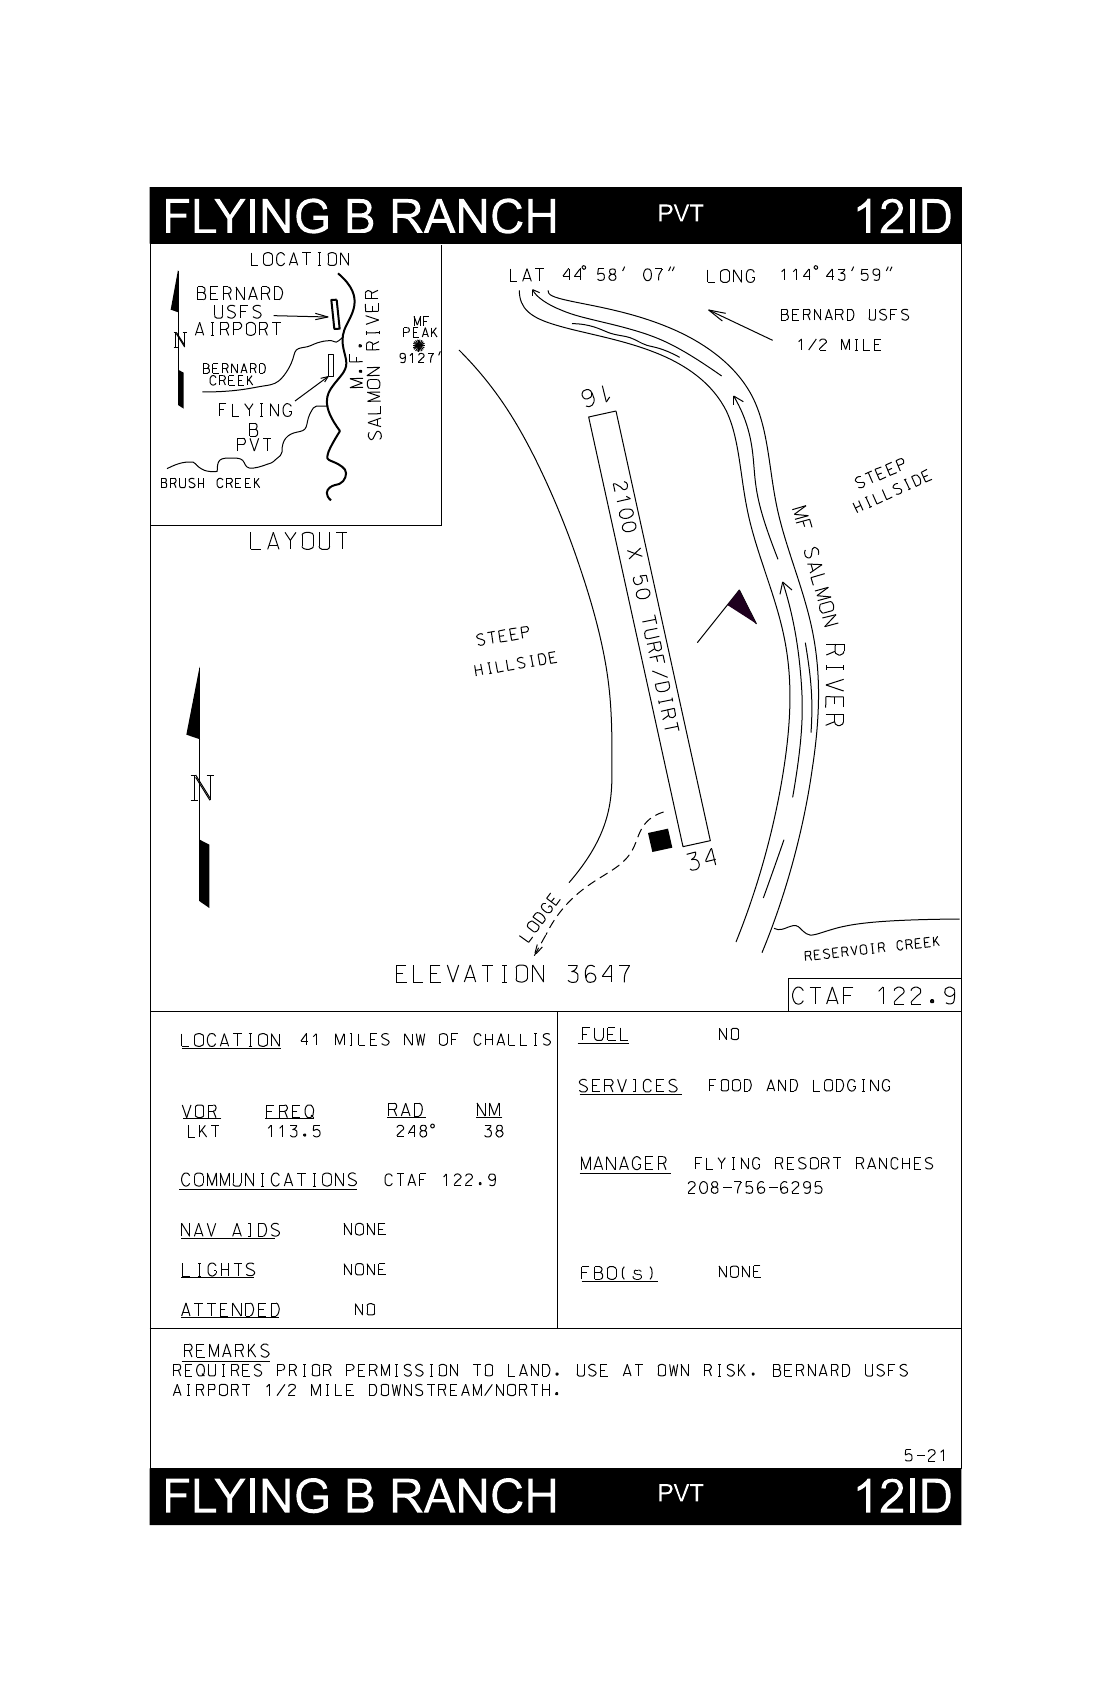 FLYING B RANCH PVT 12ID
LOCATION
BERNARD
USFS
AIRPORT
N
BERNARD
CREEK
FLYING
B
PVT
BRUSH CREEK
M.F.
SALMON RIVER
MF
PEAK
9127'
LAYOUT
LAT 44° 58' 07" LONG 114° 43' 59"
BERNARD USFS
1/2 MILE
16
2100 X 50 TURF/DIRT
34
STEEP
HILLSIDE
MF SALMON RIVER
STEEP
HILLSIDE
N
LODGE
RESERVOIR CREEK
ELEVATION 3647
CTAF 122.9
LOCATION 41 MILES NW OF CHALLIS
VOR FREQ RAD NM
LKT 113.5 248° 38
COMMUNICATIONS CTAF 122.9
NAV AIDS NONE
LIGHTS NONE
ATTENDED NO
FUEL NO
SERVICES FOOD AND LODGING
MANAGER FLYING RESORT RANCHES
208-756-6295
FBO(s) NONE
REMARKS
REQUIRES PRIOR PERMISSION TO LAND. USE AT OWN RISK. BERNARD USFS
AIRPORT 1/2 MILE DOWNSTREAM/NORTH.
5-21
FLYING B RANCH PVT 12ID